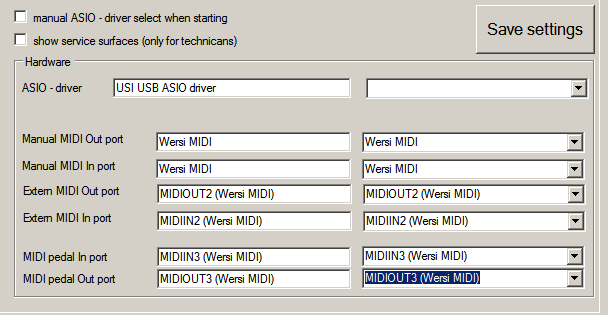 manual ASIO - driver select when starting
show service surfaces (only for technicans)
Save settings
Hardware
ASIO - driver USI USB ASIO driver
Manual MIDI Out port Wersi MIDI Wersi MIDI
Manual MIDI In port Wersi MIDI Wersi MIDI
Extern MIDI Out port MIDIOUT2 (Wersi MIDI) MIDIOUT2 (Wersi MIDI)
Extern MIDI In port MIDIIN2 (Wersi MIDI) MIDIIN2 (Wersi MIDI)
MIDI pedal In port MIDIIN3 (Wersi MIDI) MIDIIN3 (Wersi MIDI)
MIDI pedal Out port MIDIOUT3 (Wersi MIDI) MIDIOUT3 (Wersi MIDI)